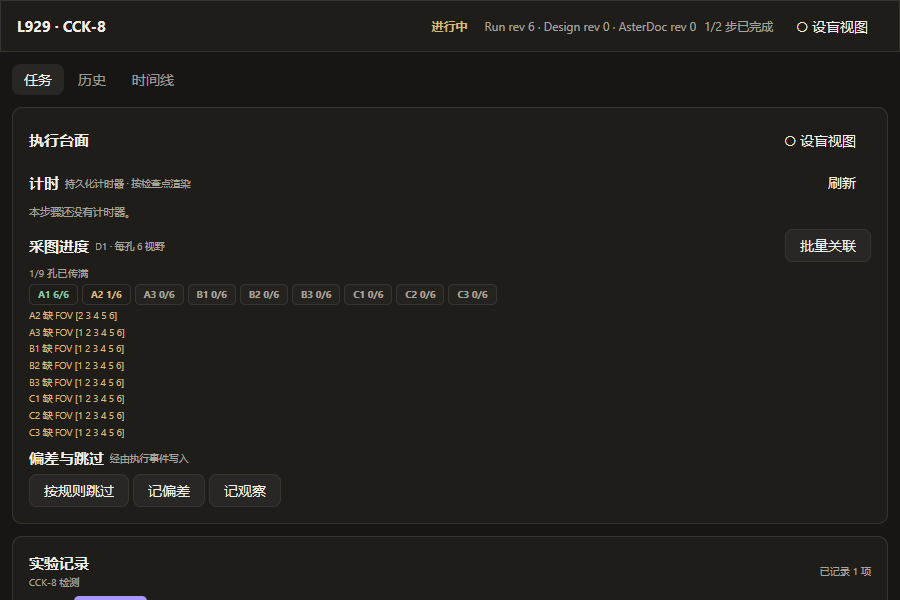 L929 · CCK-8
进行中 Run rev 6 · Design rev 0 · AsterDoc rev 0 1/2 步已完成 设盲视图
任务 历史 时间线
执行台面 设盲视图
计时 持久化计时器 · 按检查点渲染 刷新
本步骤还没有计时器。
采图进度 D1 · 每孔 6 视野 批量关联
1/9 孔已传满
A1 6/6 A2 1/6 A3 0/6 B1 0/6 B2 0/6 B3 0/6 C1 0/6 C2 0/6 C3 0/6
A2 缺 FOV [2 3 4 5 6]
A3 缺 FOV [1 2 3 4 5 6]
B1 缺 FOV [1 2 3 4 5 6]
B2 缺 FOV [1 2 3 4 5 6]
B3 缺 FOV [1 2 3 4 5 6]
C1 缺 FOV [1 2 3 4 5 6]
C2 缺 FOV [1 2 3 4 5 6]
C3 缺 FOV [1 2 3 4 5 6]
偏差与跳过 经由执行事件写入
按规则跳过 记偏差 记观察
实验记录
CCK-8 检测 已记录 1 项